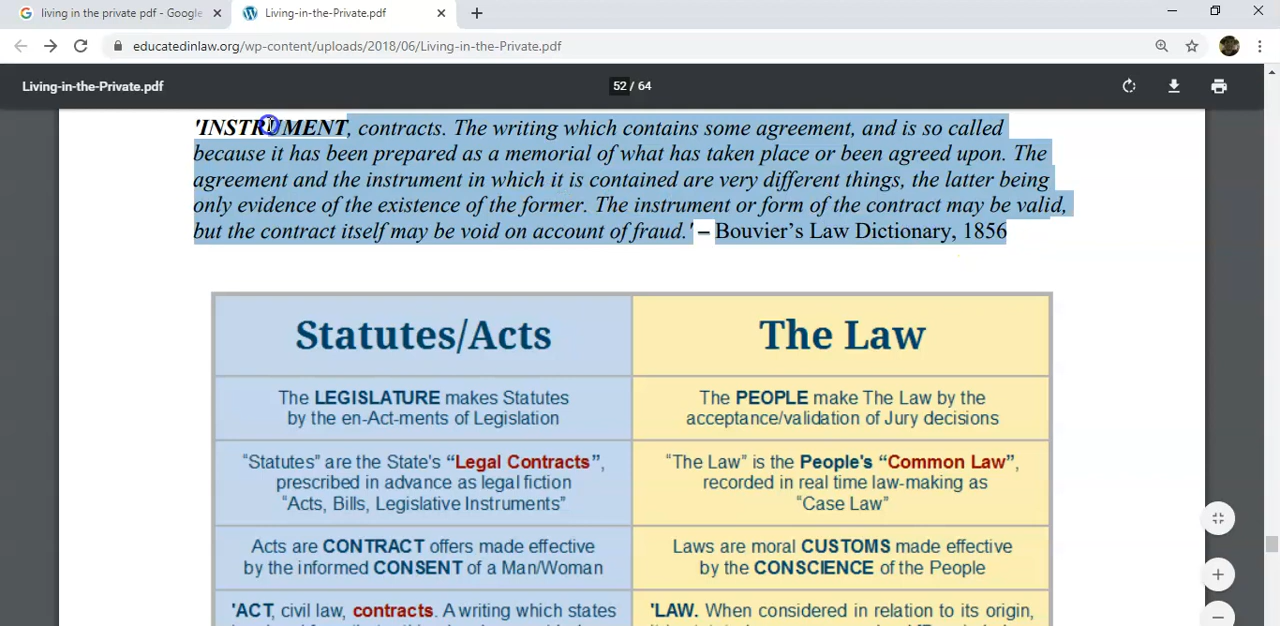 living in the private pdf - Google
Living-in-the-Private.pdf
educatedinlaw.org/wp-content/uploads/2018/06/Living-in-the-Private.pdf
Living-in-the-Private.pdf
52 / 64
'INSTRUMENT, contracts. The writing which contains some agreement, and is so called
because it has been prepared as a memorial of what has taken place or been agreed upon. The
agreement and the instrument in which it is contained are very different things, the latter being
only evidence of the existence of the former. The instrument or form of the contract may be valid,
but the contract itself may be void on account of fraud.' – Bouvier’s Law Dictionary, 1856
Statutes/Acts
The LEGISLATURE makes Statutes
by the en-Act-ments of Legislation
“Statutes” are the State's “Legal Contracts”,
prescribed in advance as legal fiction
“Acts, Bills, Legislative Instruments”
Acts are CONTRACT offers made effective
by the informed CONSENT of a Man/Woman
'ACT, civil law, contracts. A writing which states
The Law
The PEOPLE make The Law by the
acceptance/validation of Jury decisions
“The Law” is the People's “Common Law”,
recorded in real time law-making as
“Case Law”
Laws are moral CUSTOMS made effective
by the CONSCIENCE of the People
'LAW. When considered in relation to its origin,